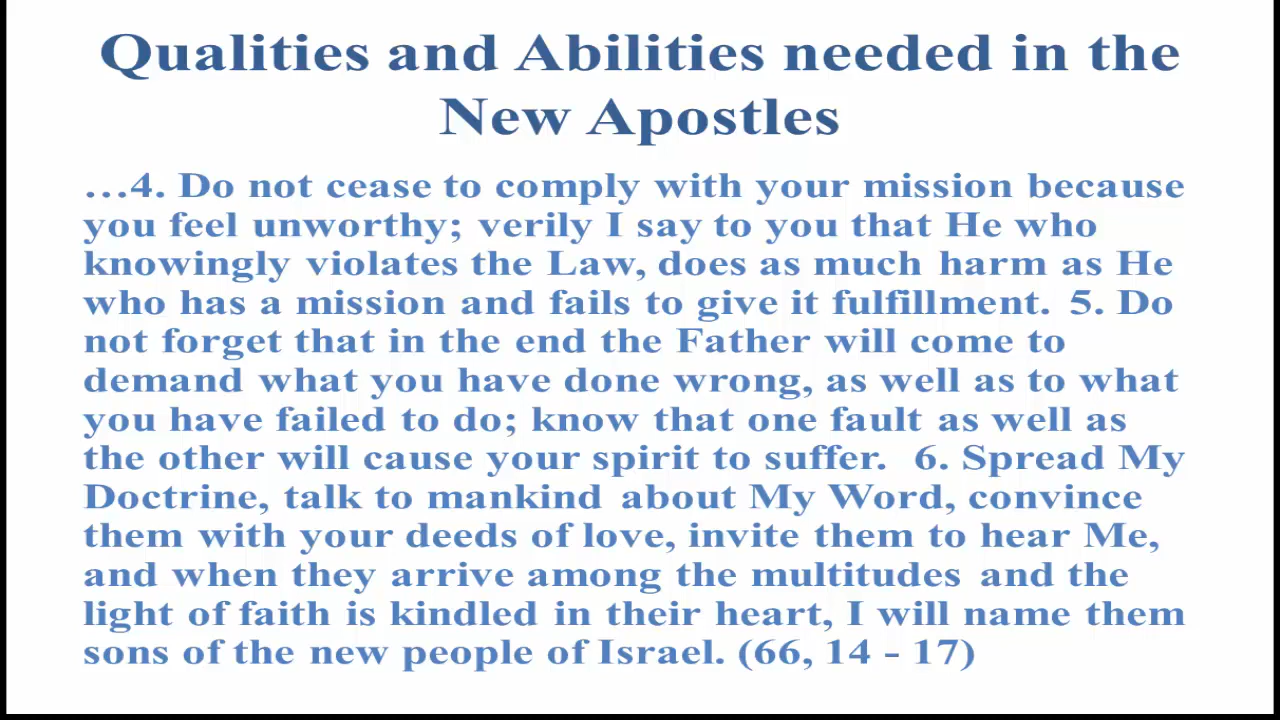 Qualities and Abilities needed in the
New Apostles
…4. Do not cease to comply with your mission because
you feel unworthy; verily I say to you that He who
knowingly violates the Law, does as much harm as He
who has a mission and fails to give it fulfillment.  5. Do
not forget that in the end the Father will come to
demand what you have done wrong, as well as to what
you have failed to do; know that one fault as well as
the other will cause your spirit to suffer.  6. Spread My
Doctrine, talk to mankind about My Word, convince
them with your deeds of love, invite them to hear Me,
and when they arrive among the multitudes and the
light of faith is kindled in their heart, I will name them
sons of the new people of Israel. (66, 14 - 17)